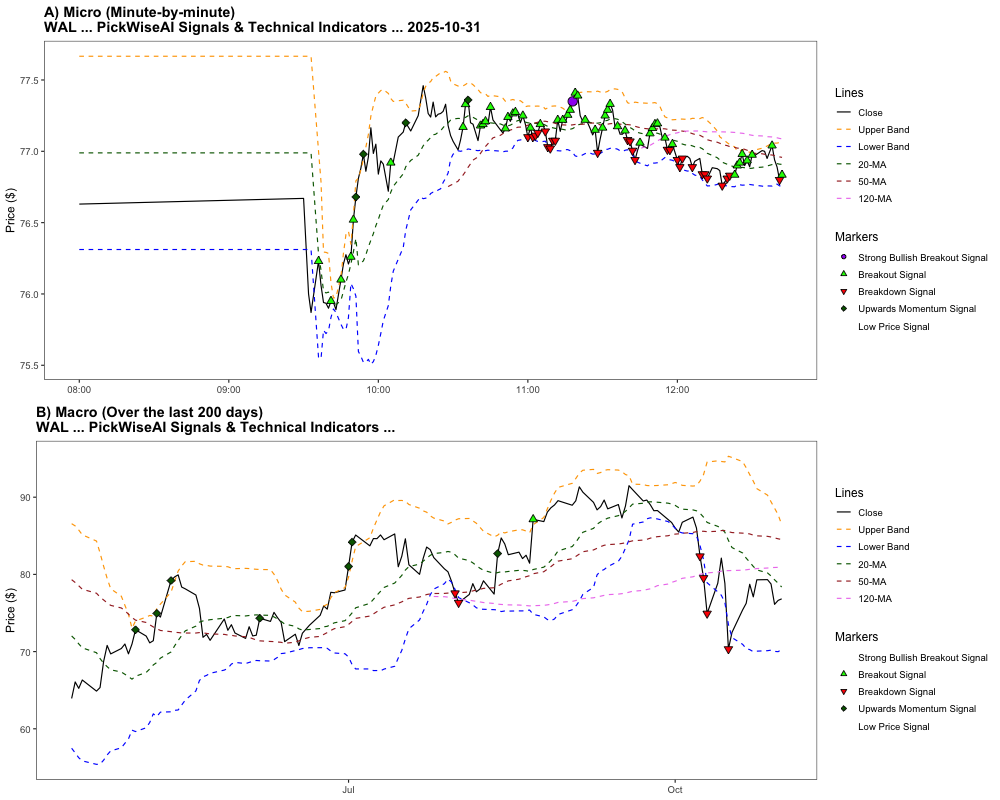 A) Micro (Minute-by-minute)
WAL ... PickWiseAI Signals & Technical Indicators ... 2025-10-31
Price ($)
77.5
77.0
76.5
76.0
75.5
08:00
09:00
10:00
11:00
12:00
Lines
Close
Upper Band
Lower Band
20-MA
50-MA
120-MA
Markers
Strong Bullish Breakout Signal
Breakout Signal
Breakdown Signal
Upwards Momentum Signal
Low Price Signal
B) Macro (Over the last 200 days)
WAL ... PickWiseAI Signals & Technical Indicators ...
Price ($)
90
80
70
60
Jul
Oct
Lines
Close
Upper Band
Lower Band
20-MA
50-MA
120-MA
Markers
Strong Bullish Breakout Signal
Breakout Signal
Breakdown Signal
Upwards Momentum Signal
Low Price Signal